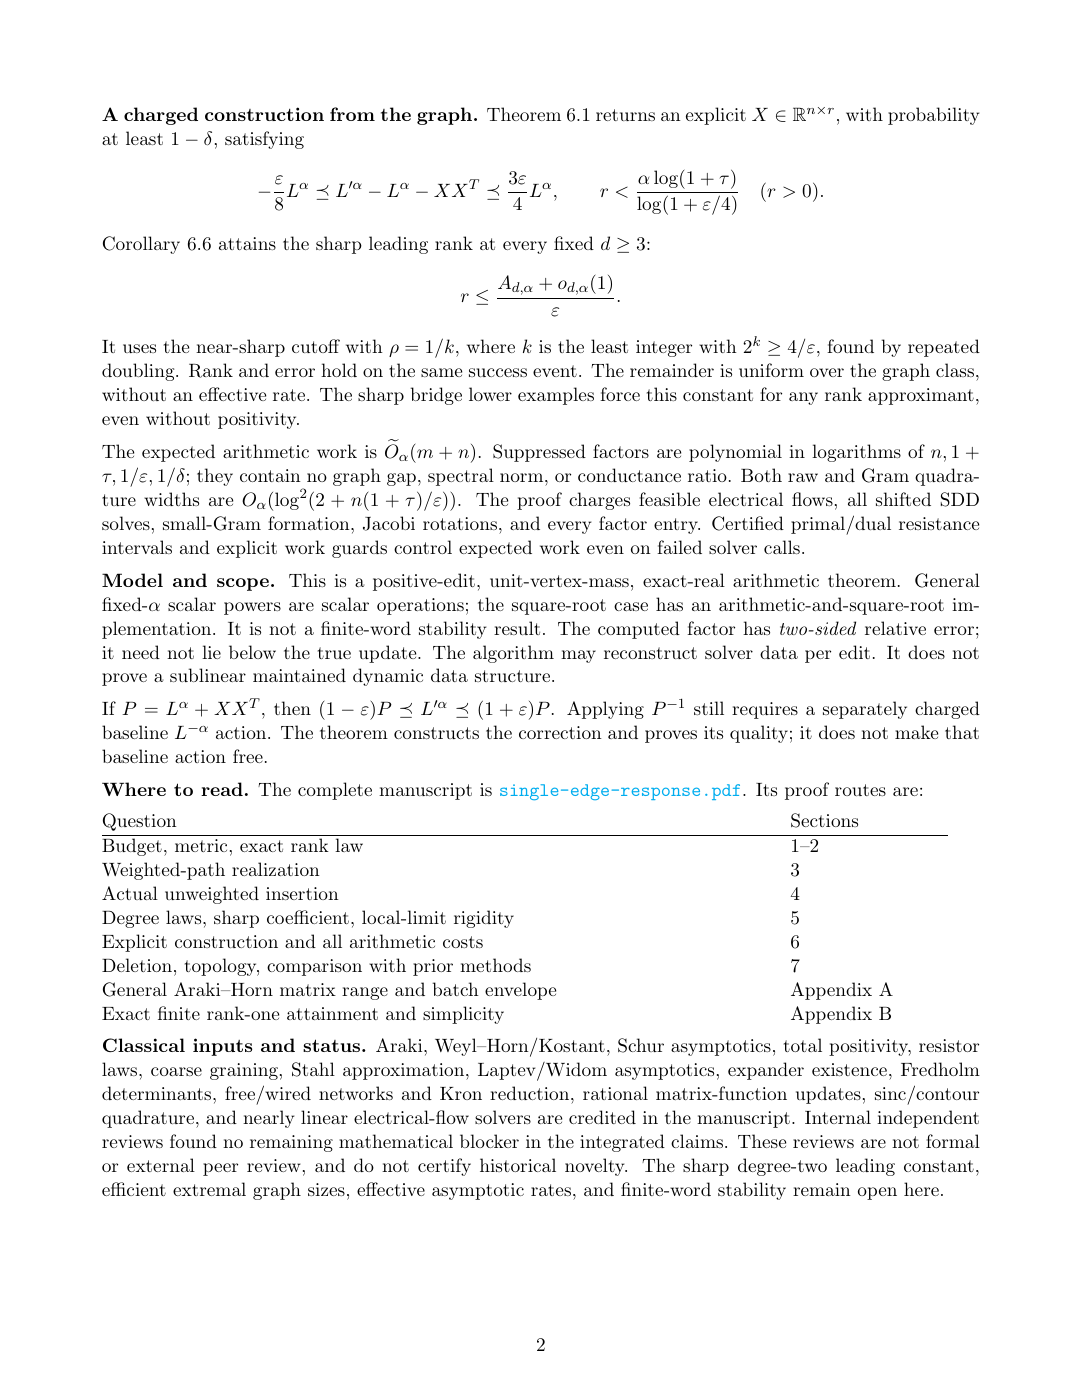 A charged construction from the graph. Theorem 6.1 returns an explicit X ∈ ℝⁿˣʳ, with probability
at least 1 − δ, satisfying
−ε/8 L^α ⪯ L′^α − L^α − XX^T ⪯ 3ε/4 L^α, r < α log(1 + τ)/log(1 + ε/4) (r > 0).
Corollary 6.6 attains the sharp leading rank at every fixed d ≥ 3:
r ≤ (A_{d,α} + o_{d,α}(1))/ε.
It uses the near-sharp cutoff with ρ = 1/k, where k is the least integer with 2^k ≥ 4/ε, found by repeated
doubling. Rank and error hold on the same success event. The remainder is uniform over the graph class,
without an effective rate. The sharp bridge lower examples force this constant for any rank approximant,
even without positivity.
The expected arithmetic work is Õ_α(m + n). Suppressed factors are polynomial in logarithms of n, 1 +
τ, 1/ε, 1/δ; they contain no graph gap, spectral norm, or conductance ratio. Both raw and Gram quadra-
ture widths are O_α(log²(2 + n(1 + τ)/ε)). The proof charges feasible electrical flows, all shifted SDD
solves, small-Gram formation, Jacobi rotations, and every factor entry. Certified primal/dual resistance
intervals and explicit work guards control expected work even on failed solver calls.
Model and scope. This is a positive-edit, unit-vertex-mass, exact-real arithmetic theorem. General
fixed-α scalar powers are scalar operations; the square-root case has an arithmetic-and-square-root im-
plementation. It is not a finite-word stability result. The computed factor has two-sided relative error;
it need not lie below the true update. The algorithm may reconstruct solver data per edit. It does not
prove a sublinear maintained dynamic data structure.
If P = L^α + XX^T, then (1 − ε)P ⪯ L′^α ⪯ (1 + ε)P. Applying P^{−1} still requires a separately charged
baseline L^{−α} action. The theorem constructs the correction and proves its quality; it does not make that
baseline action free.
Where to read. The complete manuscript is single-edge-response.pdf. Its proof routes are:
Question Sections
Budget, metric, exact rank law 1–2
Weighted-path realization 3
Actual unweighted insertion 4
Degree laws, sharp coefficient, local-limit rigidity 5
Explicit construction and all arithmetic costs 6
Deletion, topology, comparison with prior methods 7
General Araki–Horn matrix range and batch envelope Appendix A
Exact finite rank-one attainment and simplicity Appendix B
Classical inputs and status. Araki, Weyl–Horn/Kostant, Schur asymptotics, total positivity, resistor
laws, coarse graining, Stahl approximation, Laptev/Widom asymptotics, expander existence, Fredholm
determinants, free/wired networks and Kron reduction, rational matrix-function updates, sinc/contour
quadrature, and nearly linear electrical-flow solvers are credited in the manuscript. Internal independent
reviews found no remaining mathematical blocker in the integrated claims. These reviews are not formal
or external peer review, and do not certify historical novelty. The sharp degree-two leading constant,
efficient extremal graph sizes, effective asymptotic rates, and finite-word stability remain open here.
2